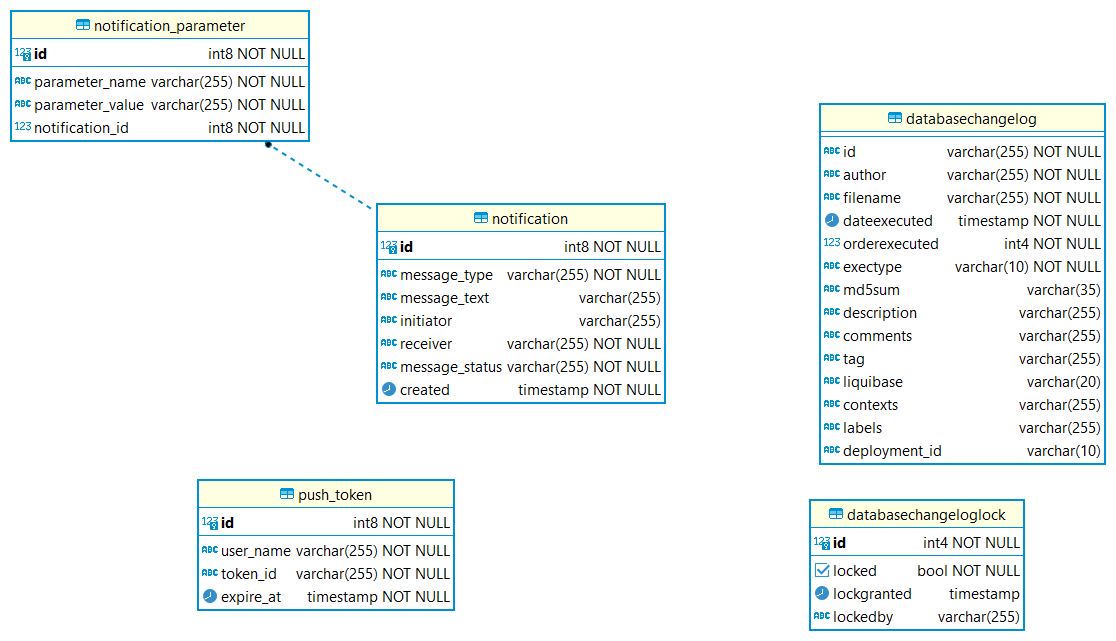 notification_parameter
123 id int8 NOT NULL
ABC parameter_name varchar(255) NOT NULL
ABC parameter_value varchar(255) NOT NULL
123 notification_id int8 NOT NULL
notification
123 id int8 NOT NULL
ABC message_type varchar(255) NOT NULL
ABC message_text varchar(255)
ABC initiator varchar(255)
ABC receiver varchar(255) NOT NULL
ABC message_status varchar(255) NOT NULL
created timestamp NOT NULL
push_token
123 id int8 NOT NULL
ABC user_name varchar(255) NOT NULL
ABC token_id varchar(255) NOT NULL
expire_at timestamp NOT NULL
databasechangelog
ABC id varchar(255) NOT NULL
ABC author varchar(255) NOT NULL
ABC filename varchar(255) NOT NULL
dateexecuted timestamp NOT NULL
123 orderexecuted int4 NOT NULL
ABC exectype varchar(10) NOT NULL
ABC md5sum varchar(35)
ABC description varchar(255)
ABC comments varchar(255)
ABC tag varchar(255)
ABC liquibase varchar(20)
ABC contexts varchar(255)
ABC labels varchar(255)
ABC deployment_id varchar(10)
databasechangeloglock
123 id int4 NOT NULL
locked bool NOT NULL
lockgranted timestamp
ABC lockedby varchar(255)